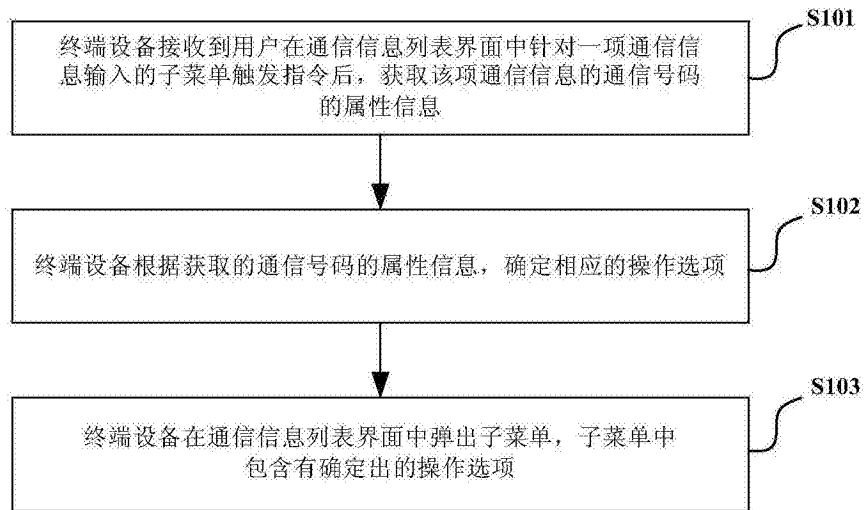 S101
终端设备接收到用户在通信信息列表界面中针对一项通信信
息输入的子菜单触发指令后，获取该项通信信息的通信号码
的属性信息
S102
终端设备根据获取的通信号码的属性信息，确定相应的操作选项
S103
终端设备在通信信息列表界面中弹出子菜单，子菜单中
包含有确定出的操作选项